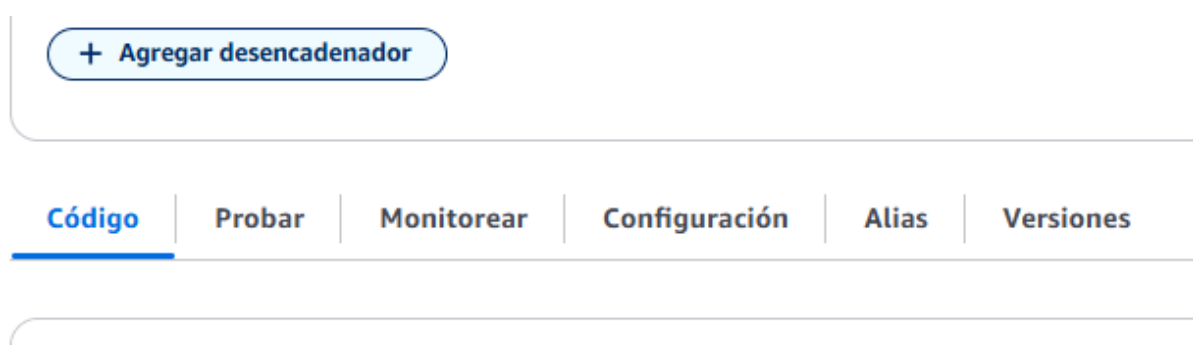 + Agregar desencadenador
Código Probar Monitorear Configuración Alias Versiones